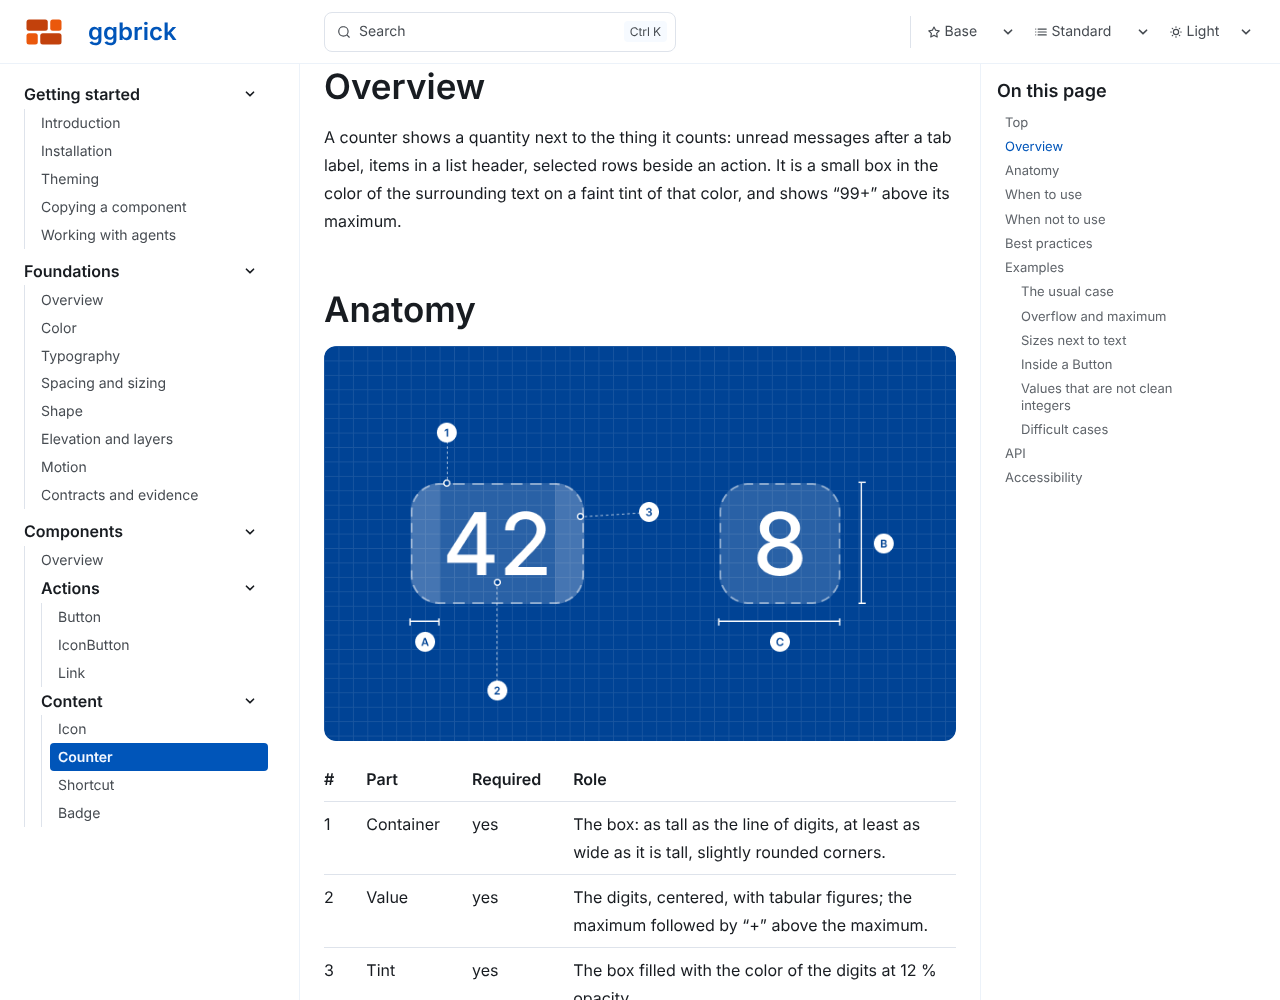 ggbrick
Search
Ctrl K
Base
Standard
Light
Getting started
Introduction
Installation
Theming
Copying a component
Working with agents
Foundations
Overview
Color
Typography
Spacing and sizing
Shape
Elevation and layers
Motion
Contracts and evidence
Components
Overview
Actions
Button
IconButton
Link
Content
Icon
Counter
Shortcut
Badge
Overview
A counter shows a quantity next to the thing it counts: unread messages after a tab
label, items in a list header, selected rows beside an action. It is a small box in the
color of the surrounding text on a faint tint of that color, and shows “99+” above its
maximum.
Anatomy
1
42
3
8
B
A
C
2
# Part Required Role
1 Container yes The box: as tall as the line of digits, at least as
wide as it is tall, slightly rounded corners.
2 Value yes The digits, centered, with tabular figures; the
maximum followed by “+” above the maximum.
3 Tint yes The box filled with the color of the digits at 12 %
opacity.
On this page
Top
Overview
Anatomy
When to use
When not to use
Best practices
Examples
The usual case
Overflow and maximum
Sizes next to text
Inside a Button
Values that are not clean
integers
Difficult cases
API
Accessibility